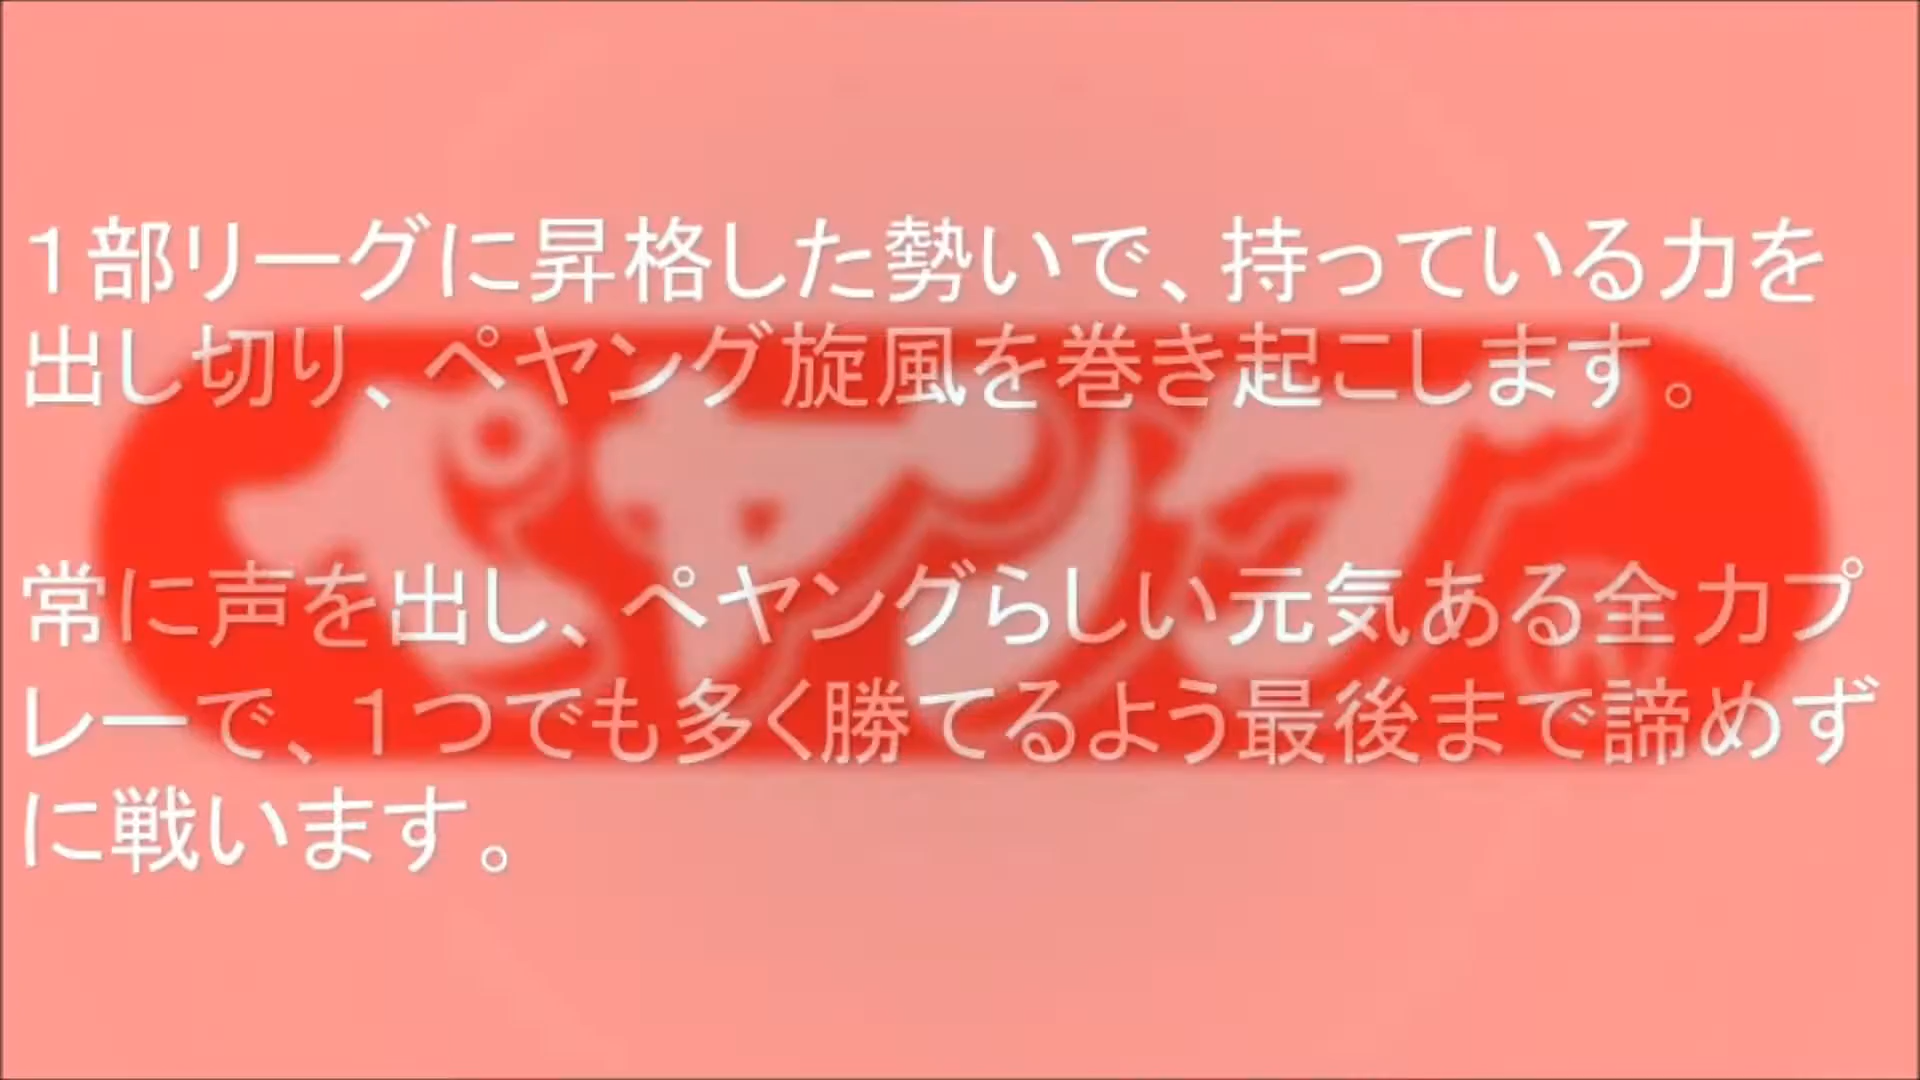 １部リーグに昇格した勢いで、持っている力を
出し切り、ペヤング旋風を巻き起こします。
常に声を出し、ペヤングらしい元気ある全力プ
レーで、１つでも多く勝てるよう最後まで諦めず
に戦います。
ペヤング